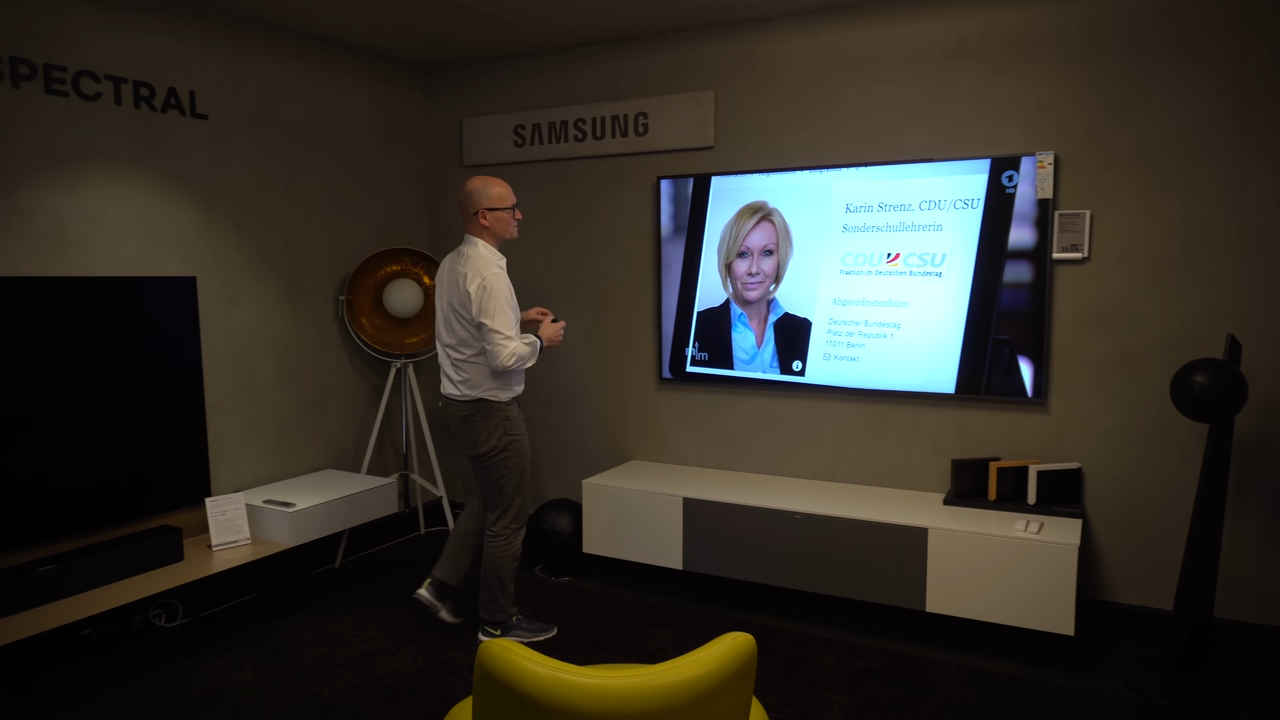 SPECTRAL
SAMSUNG
Karin Strenz, CDU/CSU
Sonderschullehrerin
CDU CSU
Fraktion im Deutschen Bundestag
Abgeordnetenbüro
Deutscher Bundestag
Platz der Republik 1
11011 Berlin
Kontakt